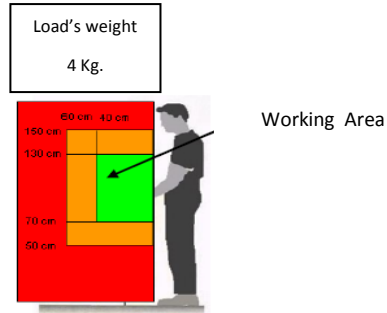 Load's weight
4 Kg.
Working Area
60 cm 40 cm
150 cm
130 cm
70 cm
50 cm